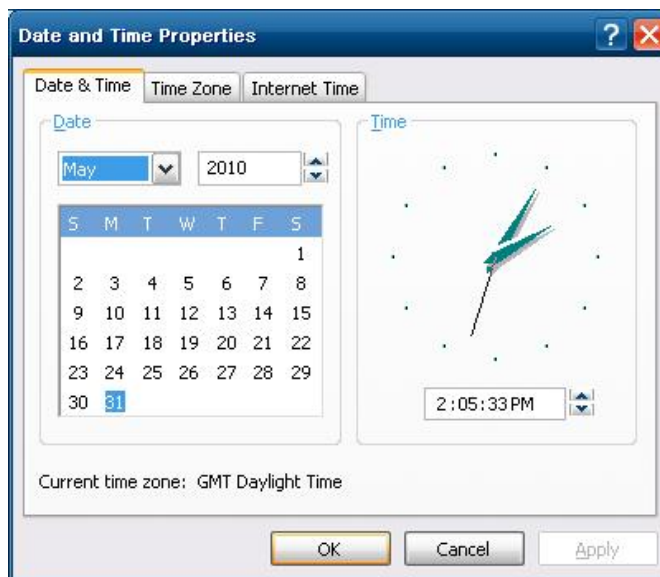 Date and Time Properties
Date & Time Time Zone Internet Time
Date
May 2010
S M T W T F S
1
2 3 4 5 6 7 8
9 10 11 12 13 14 15
16 17 18 19 20 21 22
23 24 25 26 27 28 29
30 31
Time
2:05:33 PM
Current time zone: GMT Daylight Time
OK Cancel Apply